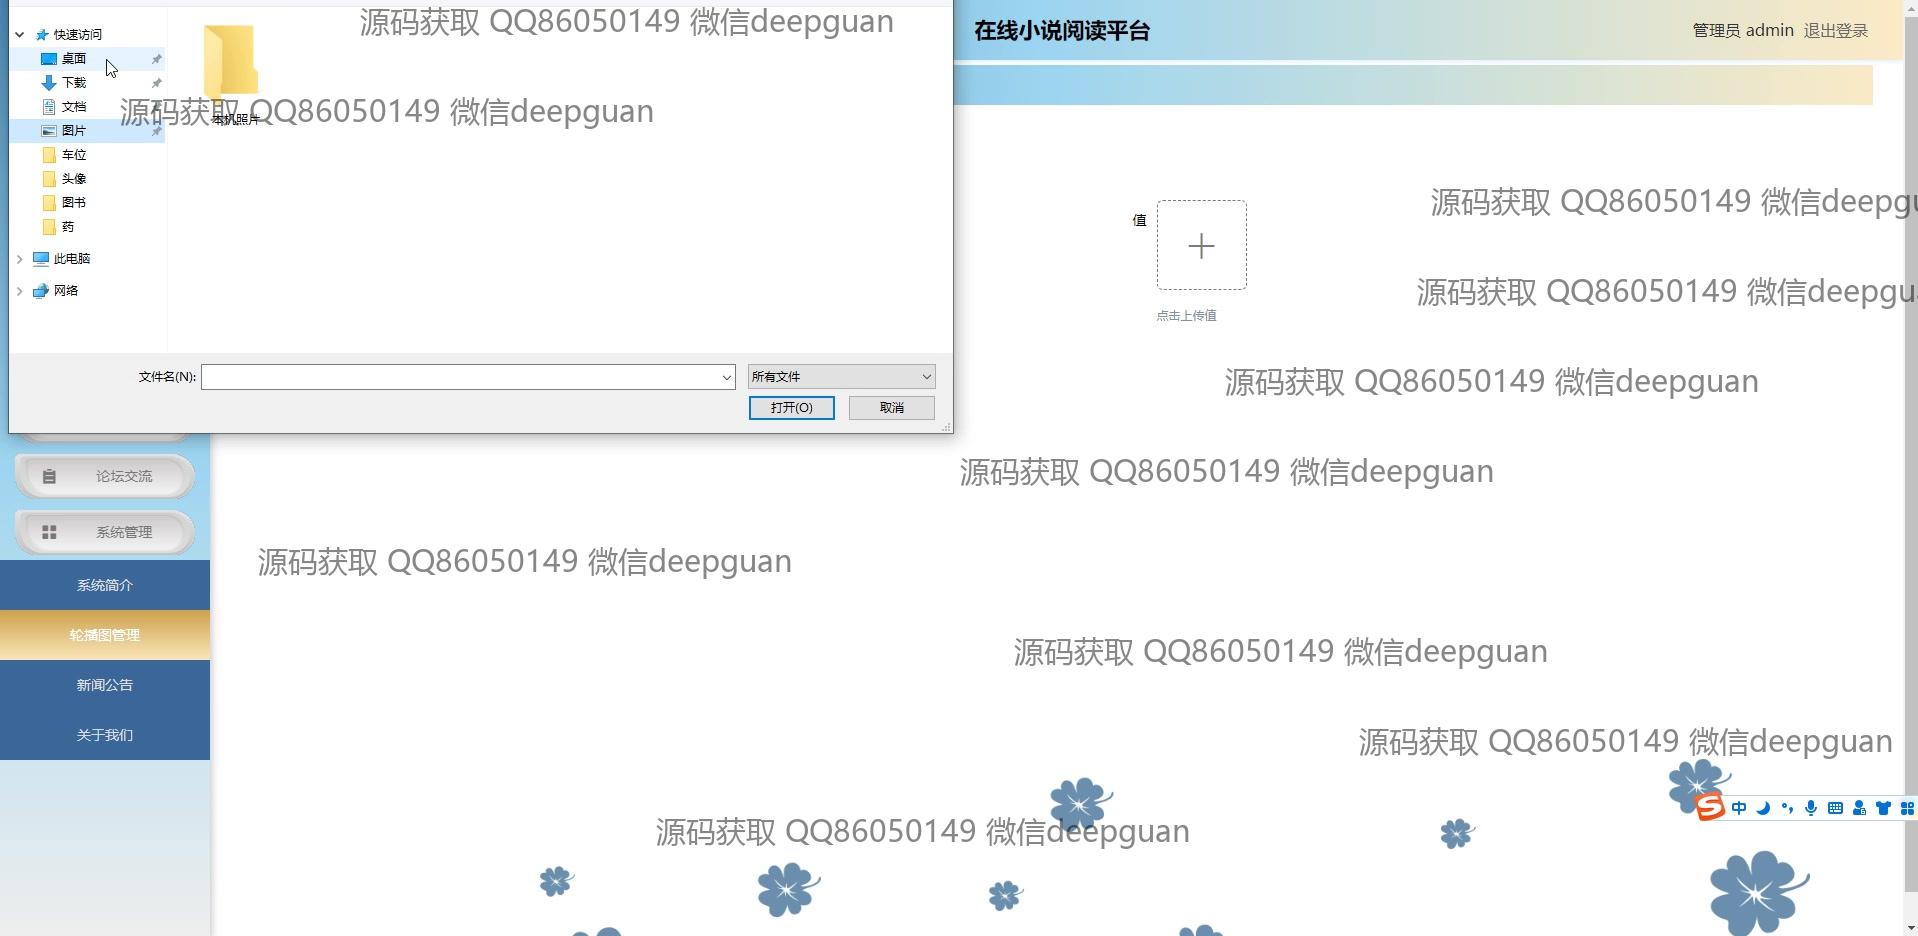 源码获取 QQ86050149 微信deepguan
快速访问
桌面
下载
文档
图片
车位
头像
图书
药
此电脑
网络
本机照片
源码获取 QQ86050149 微信deepguan
文件名(N):
所有文件
打开(O)
取消
在线小说阅读平台
管理员 admin 退出登录
值
点击上传值
源码获取 QQ86050149 微信deepgu
源码获取 QQ86050149 微信deepgu
源码获取 QQ86050149 微信deepguan
源码获取 QQ86050149 微信deepguan
论坛交流
系统管理
系统简介
轮播图管理
新闻公告
关于我们
源码获取 QQ86050149 微信deepguan
源码获取 QQ86050149 微信deepguan
源码获取 QQ86050149 微信deepguan
中
源码获取 QQ86050149 微信deepguan